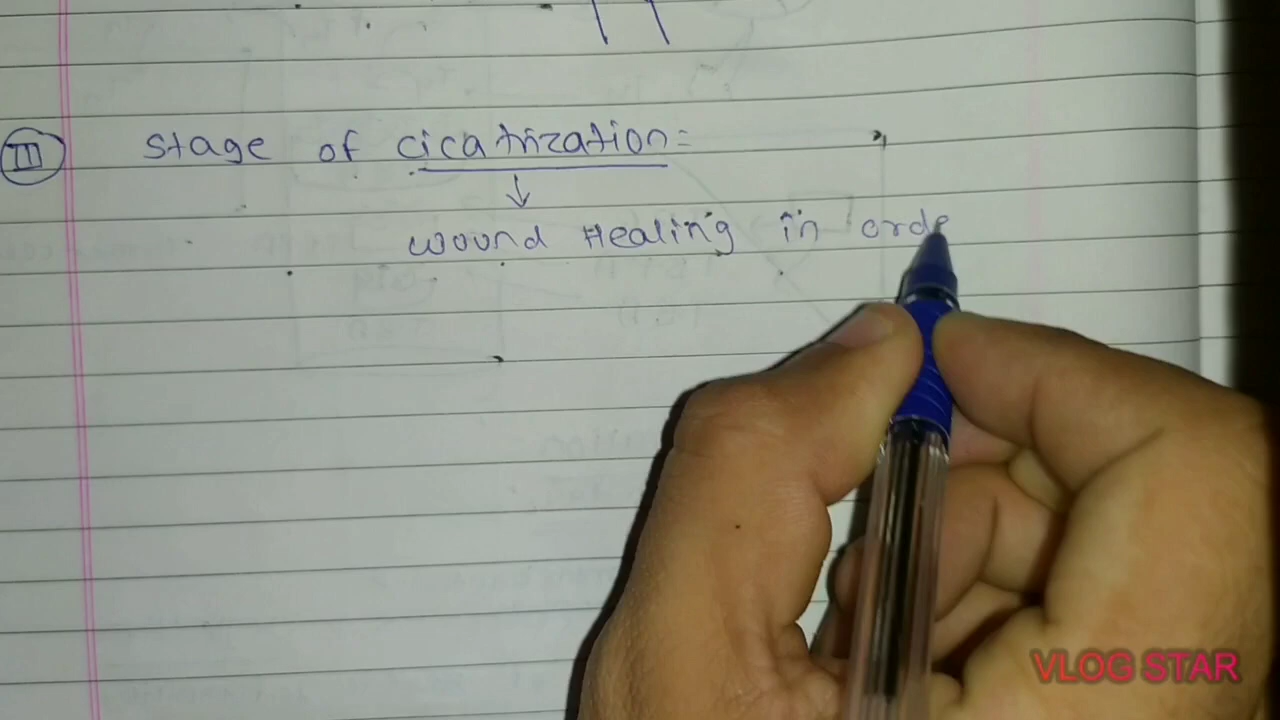 III Stage of cicatrization:
↓
wound Healing in orde
VLOG STAR